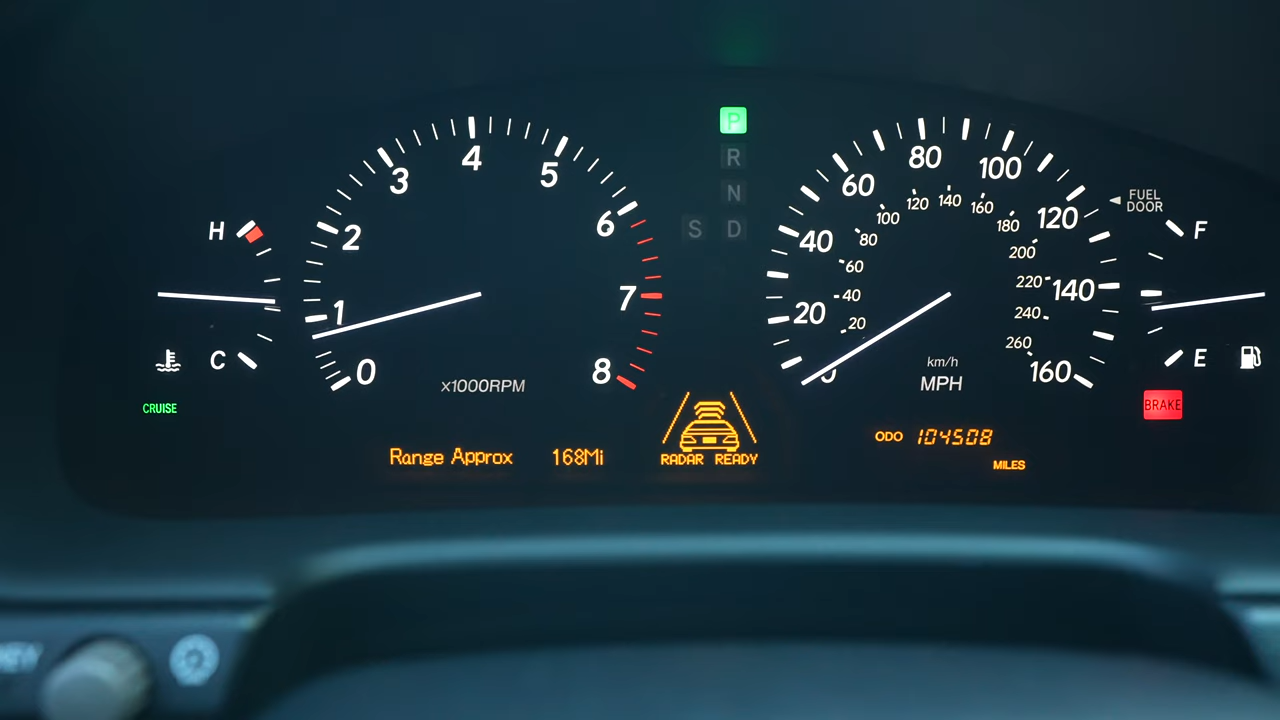 H
C
CRUISE
0
1
2
3
4
5
6
7
8
x1000RPM
P
R
N
S D
0
20
40
60
80
100
120
140
160
20
40
60
80
100
120
140
160
180
200
220
240
260
km/h
MPH
FUEL
DOOR
F
E
BRAKE
Range Approx 168Mi
RADAR READY
ODO 104508
MILES